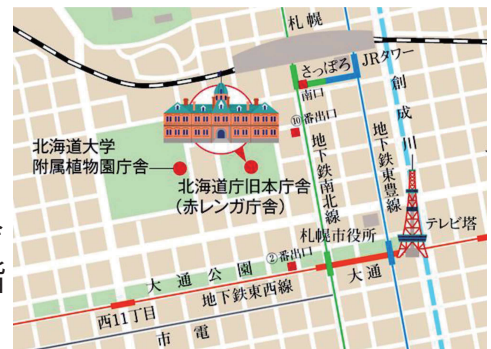 札幌
さっぽろ
JRタワー
南口
創成川
⑩番出口
北海道大学
附属植物園庁舎
北海道庁旧本庁舎
(赤レンガ庁舎)
地下鉄南北線
地下鉄東豊線
テレビ塔
札幌市役所
②番出口
大通公園
大通
地下鉄東西線
西11丁目
市電